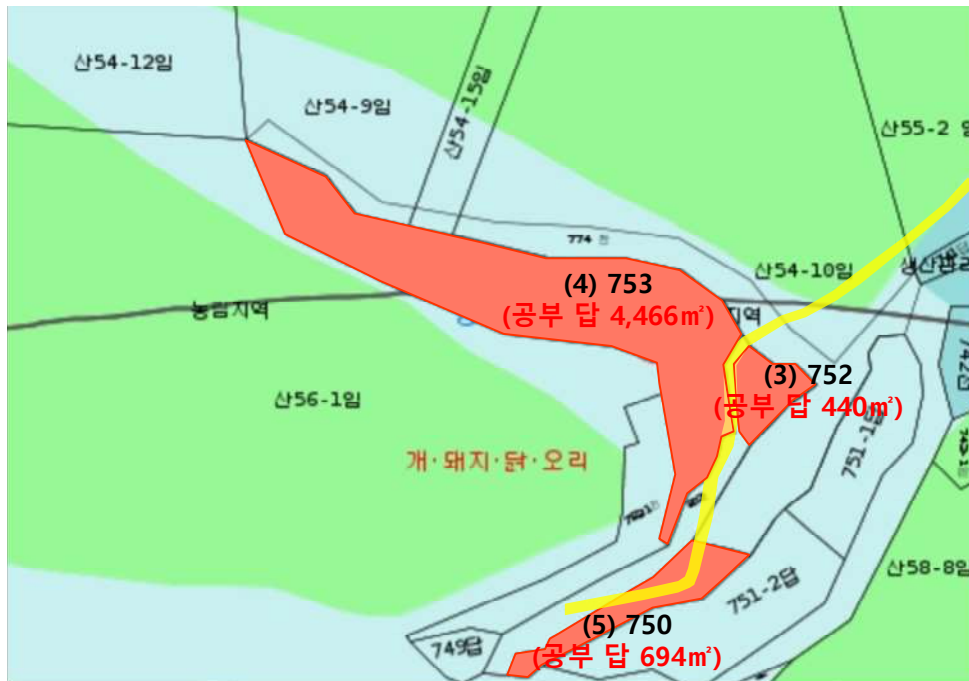 산54-12임
산54-9임
산54-15임
산55-2
774
산54-10임
(4) 753
(공부 답 4,466㎡)
농림지역
지역
(3) 752
(공부 답 440㎡)
742전
산56-1임
751-1답
개·돼지·닭·오리
산58-8임
751-2답
(5) 750
749답
(공부 답 694㎡)